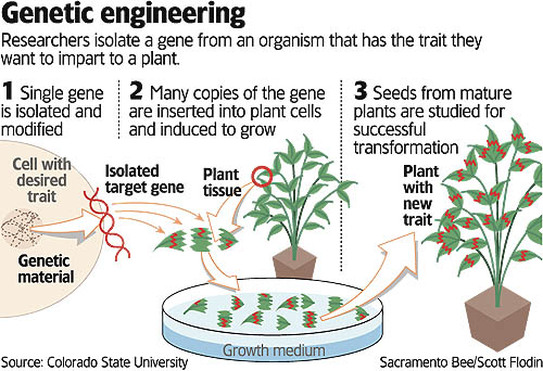 Genetic engineering
Researchers isolate a gene from an organism that has the trait they
want to impart to a plant.
1 Single gene
is isolated and
modified
2 Many copies of the gene
are inserted into plant cells
and induced to grow
3 Seeds from mature
plants are studied for
successful
transformation
Cell with
desired
trait
Isolated
target gene
Plant
tissue
Plant
with
new
trait
Genetic
material
Growth medium
Source: Colorado State University
Sacramento Bee/Scott Flodin